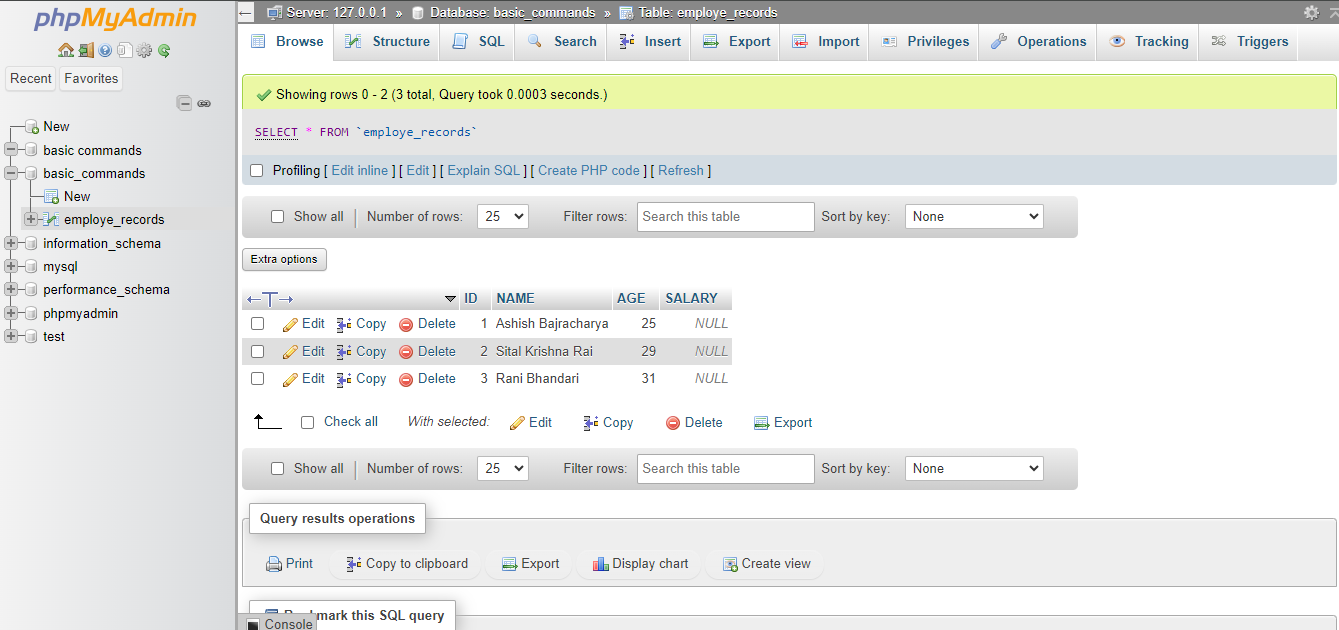 phpMyAdmin
Recent Favorites
New
basic commands
basic_commands
New
employe_records
information_schema
mysql
performance_schema
phpmyadmin
test
Server: 127.0.0.1 » Database: basic_commands » Table: employe_records
Browse Structure SQL Search Insert Export Import Privileges Operations Tracking Triggers
Showing rows 0 - 2 (3 total, Query took 0.0003 seconds.)
SELECT * FROM `employe_records`
Profiling [ Edit inline ] [ Edit ] [ Explain SQL ] [ Create PHP code ] [ Refresh ]
Show all Number of rows: 25 Filter rows: Search this table Sort by key: None
Extra options
←T→ ID NAME AGE SALARY
Edit Copy Delete 1 Ashish Bajracharya 25 NULL
Edit Copy Delete 2 Sital Krishna Rai 29 NULL
Edit Copy Delete 3 Rani Bhandari 31 NULL
Check all With selected: Edit Copy Delete Export
Show all Number of rows: 25 Filter rows: Search this table Sort by key: None
Query results operations
Print Copy to clipboard Export Display chart Create view
mark this SQL query
Console